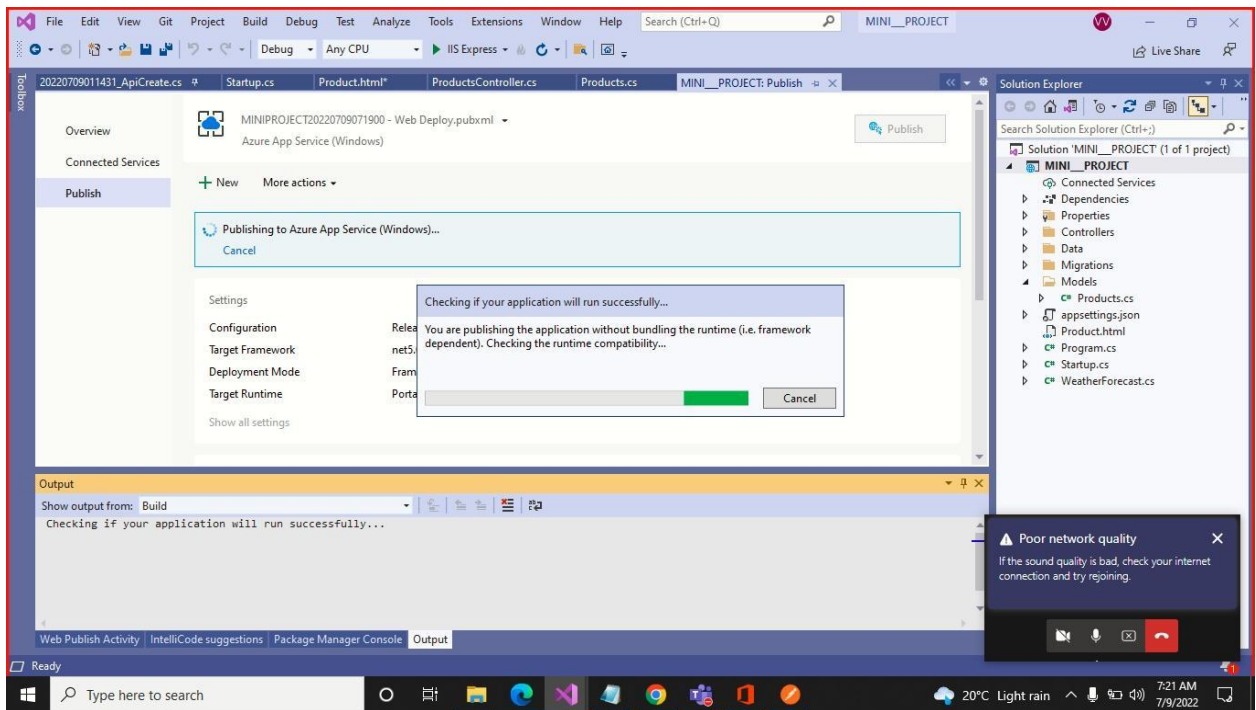 File Edit View Git Project Build Debug Test Analyze Tools Extensions Window Help Search (Ctrl+Q) MINI__PROJECT VV
Debug Any CPU IIS Express Live Share
Toolbox
20220709011431_ApiCreate.cs Startup.cs Product.html* ProductsController.cs Products.cs MINI__PROJECT: Publish
Overview
Connected Services
Publish
MINIPROJECT20220709071900 - Web Deploy.pubxml
Azure App Service (Windows)
Publish
New More actions
Publishing to Azure App Service (Windows)...
Cancel
Settings
Configuration Relea
Target Framework net5.
Deployment Mode Fram
Target Runtime Porta
Show all settings
Checking if your application will run successfully...
You are publishing the application without bundling the runtime (i.e. framework
dependent). Checking the runtime compatibility...
Cancel
Output
Show output from: Build
Checking if your application will run successfully...
Web Publish Activity IntelliCode suggestions Package Manager Console Output
Ready
Solution Explorer
Search Solution Explorer (Ctrl+;)
Solution 'MINI__PROJECT' (1 of 1 project)
MINI__PROJECT
Connected Services
Dependencies
Properties
Controllers
Data
Migrations
Models
C# Products.cs
appsettings.json
Product.html
C# Program.cs
C# Startup.cs
C# WeatherForecast.cs
Poor network quality
If the sound quality is bad, check your internet
connection and try rejoining.
1
Type here to search
20°C Light rain
7:21 AM
7/9/2022